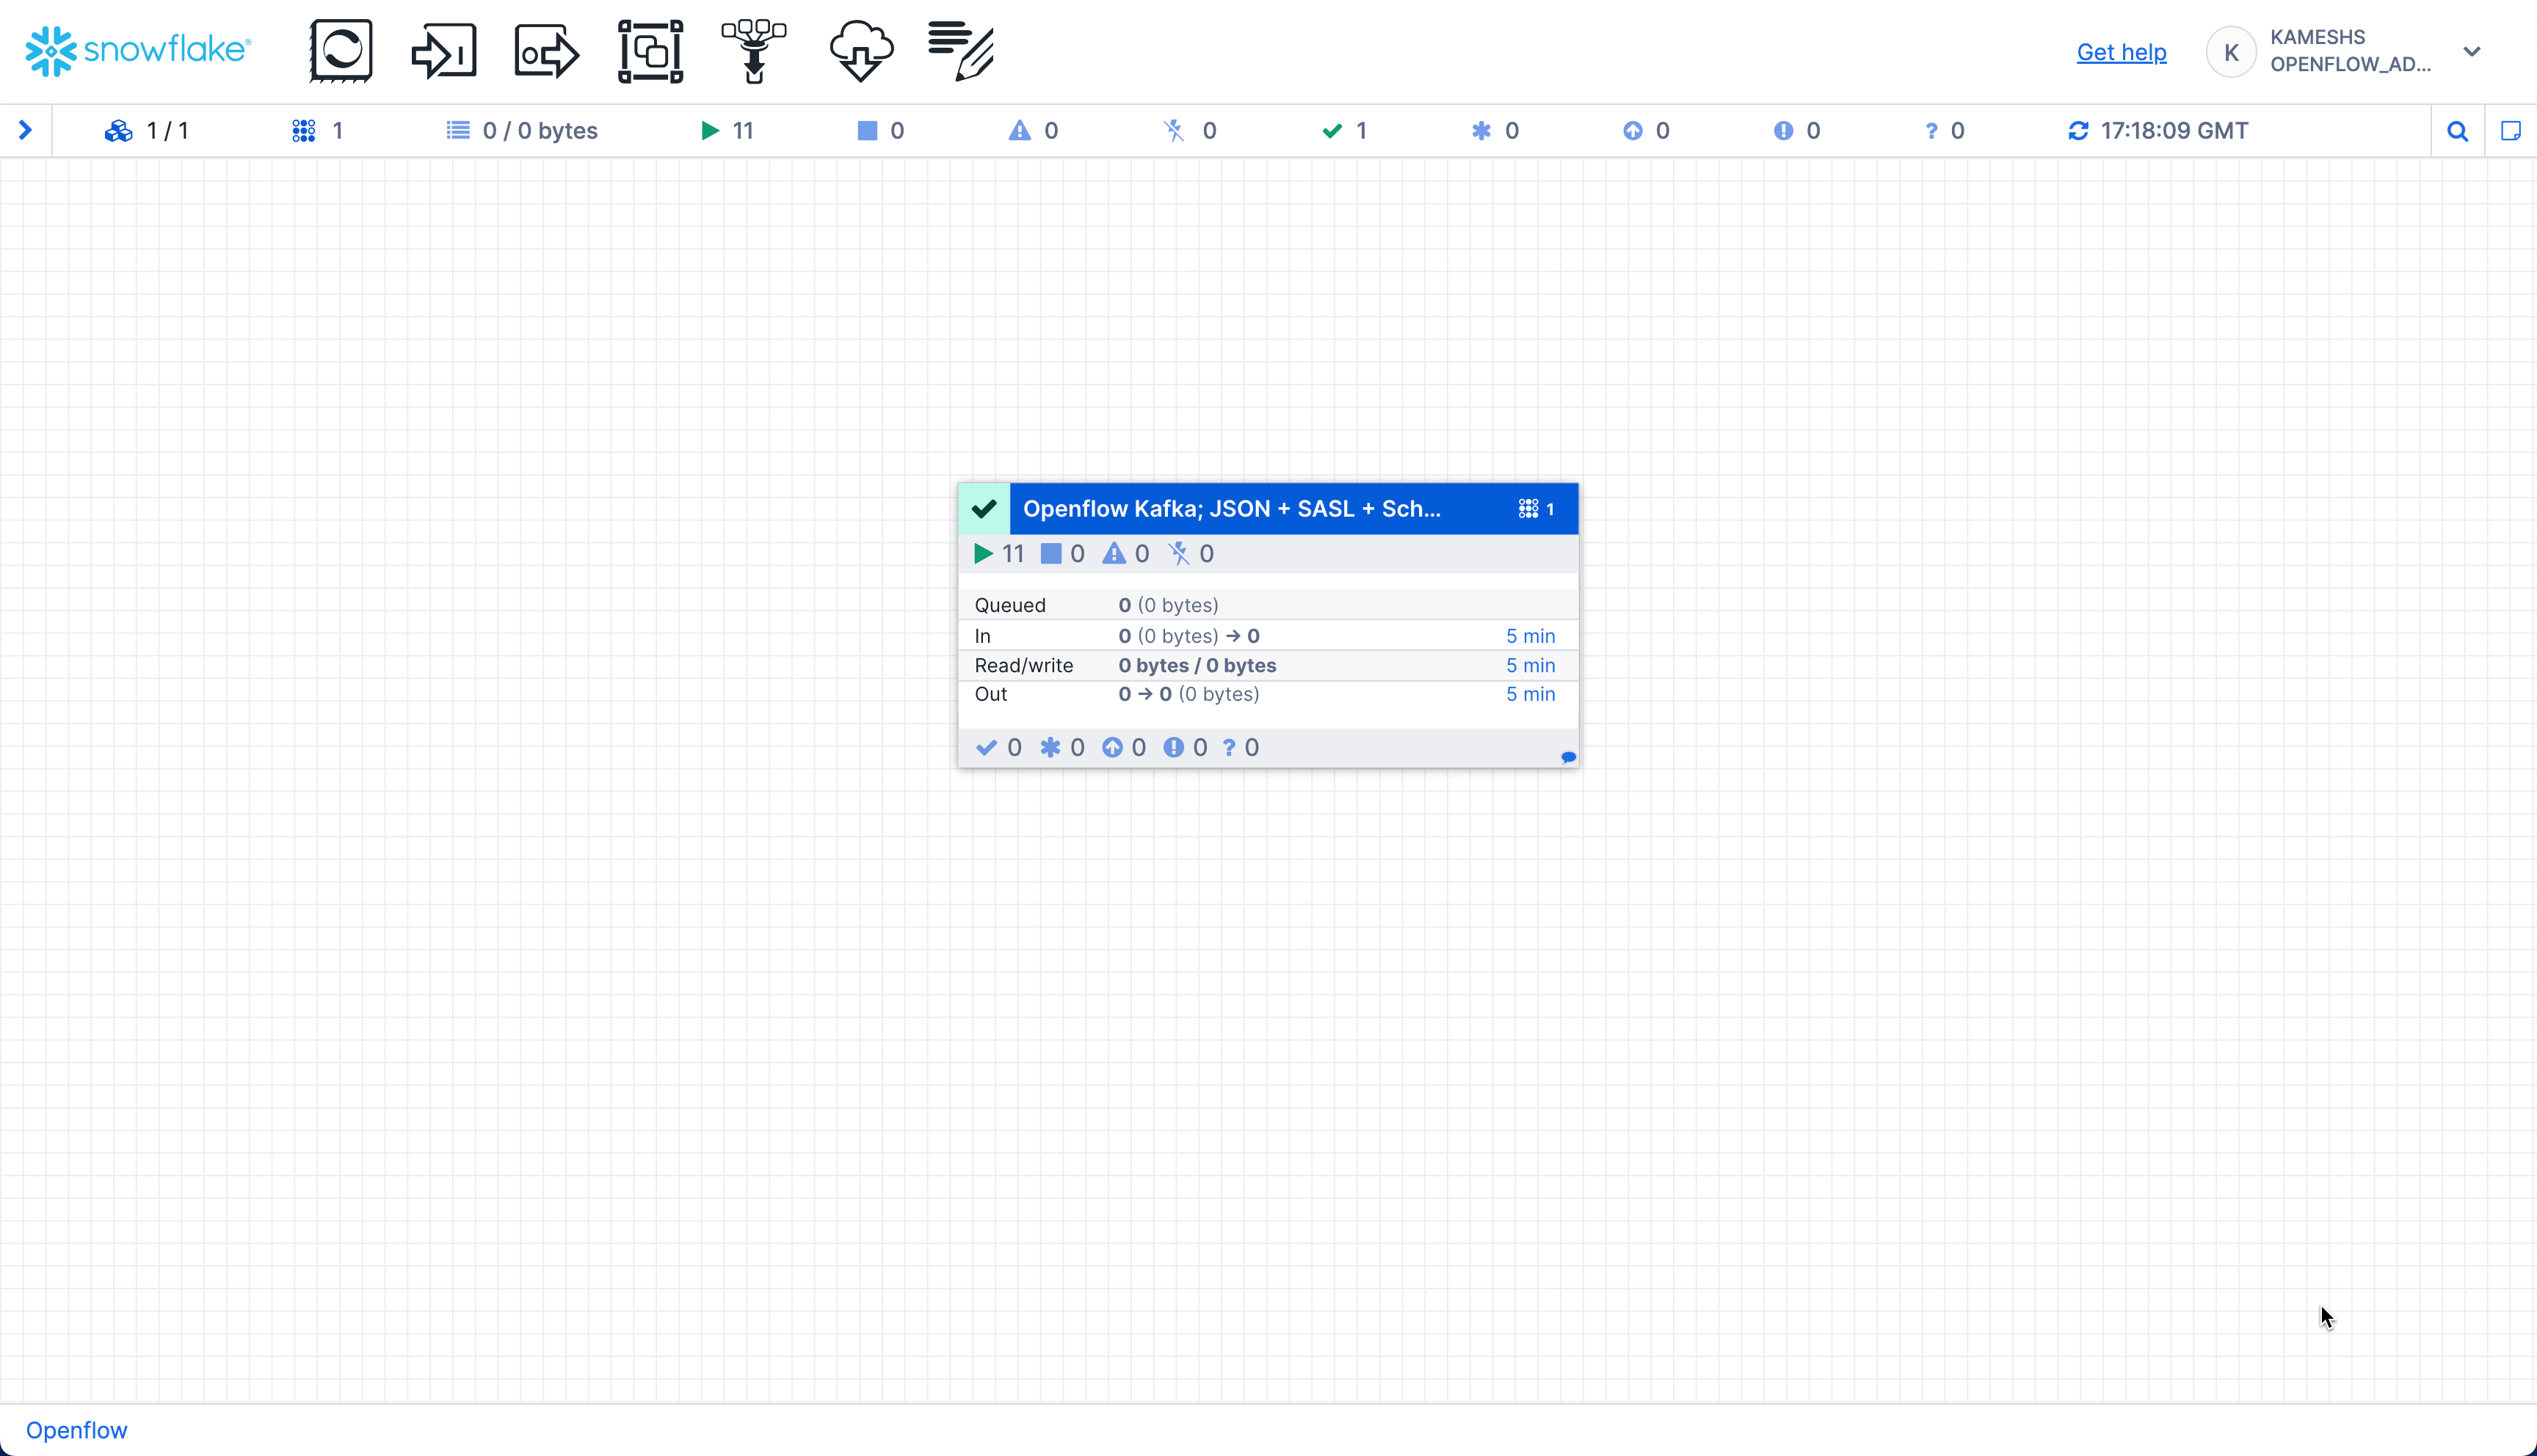 snowflake®
Get help
K
KAMESHS
OPENFLOW_AD...
1 / 1
1
0 / 0 bytes
11
0
0
0
1
0
0
0
? 0
17:18:09 GMT
Openflow Kafka; JSON + SASL + Sch...
1
11 0 0 0
Queued 0 (0 bytes)
In 0 (0 bytes) → 0 5 min
Read/write 0 bytes / 0 bytes 5 min
Out 0 → 0 (0 bytes) 5 min
0 0 0 0 ? 0
Openflow